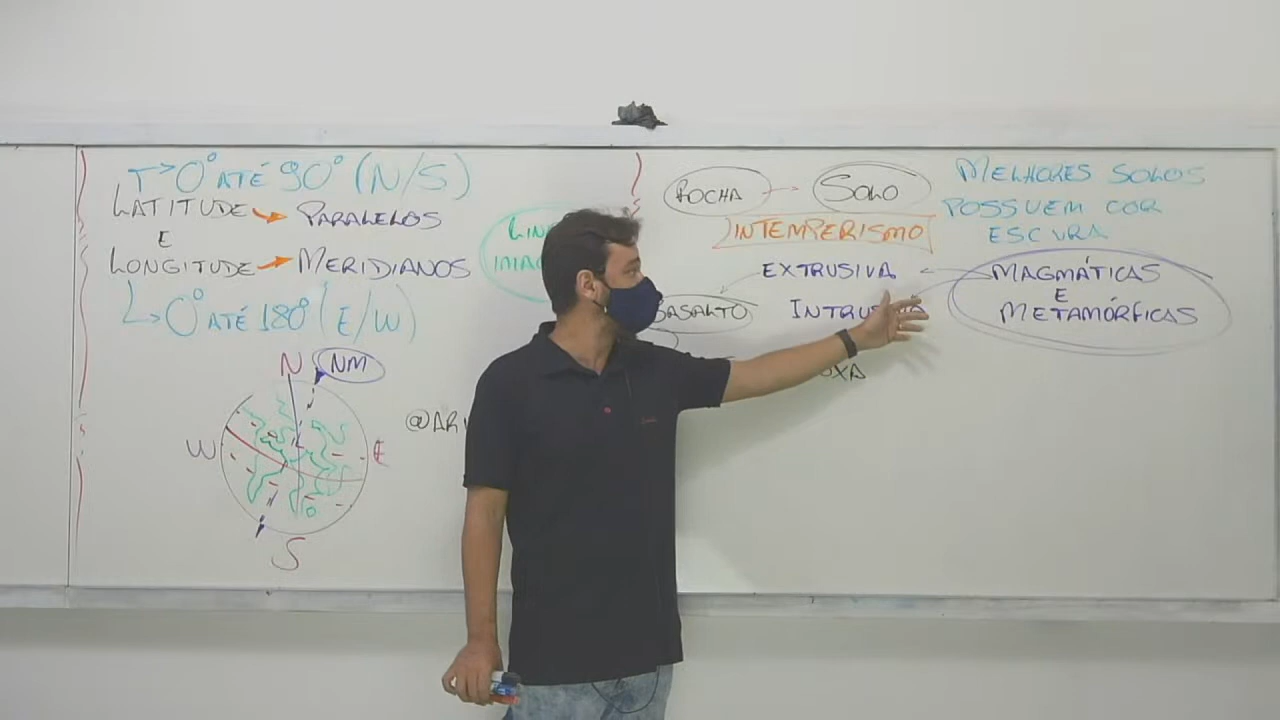 0° ATÉ 90° (N/S)
LATITUDE → PARALELOS
E
LONGITUDE → MERIDIANOS
↳ 0° ATÉ 180° (E/W)
N
NM
W
E
S
ROCHA → SOLO
INTEMPERISMO
MELHORES SOLOS
POSSUEM COR
ESCURA
EXTRUSIVA
MAGMÁTICAS
E
METAMÓRFICAS
BASALTO